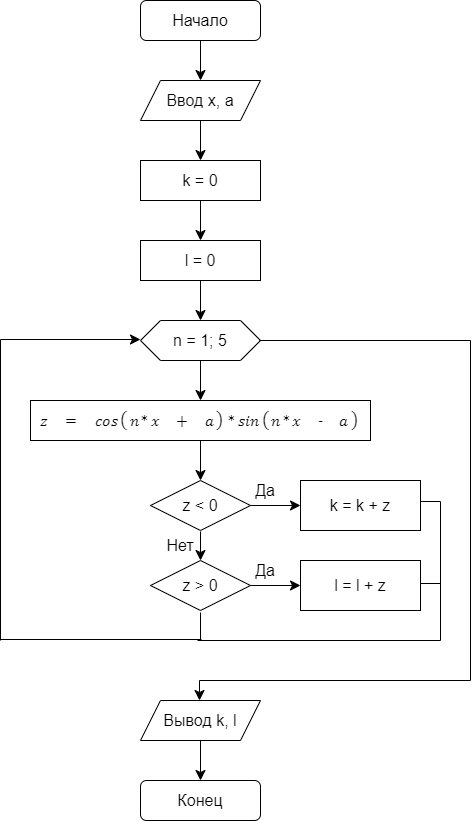 Начало
Ввод x, a
k = 0
l = 0
n = 1; 5
z = cos(n*x + a)*sin(n*x - a)
z < 0
Да
k = k + z
Нет
z > 0
Да
l = l + z
Вывод k, l
Конец